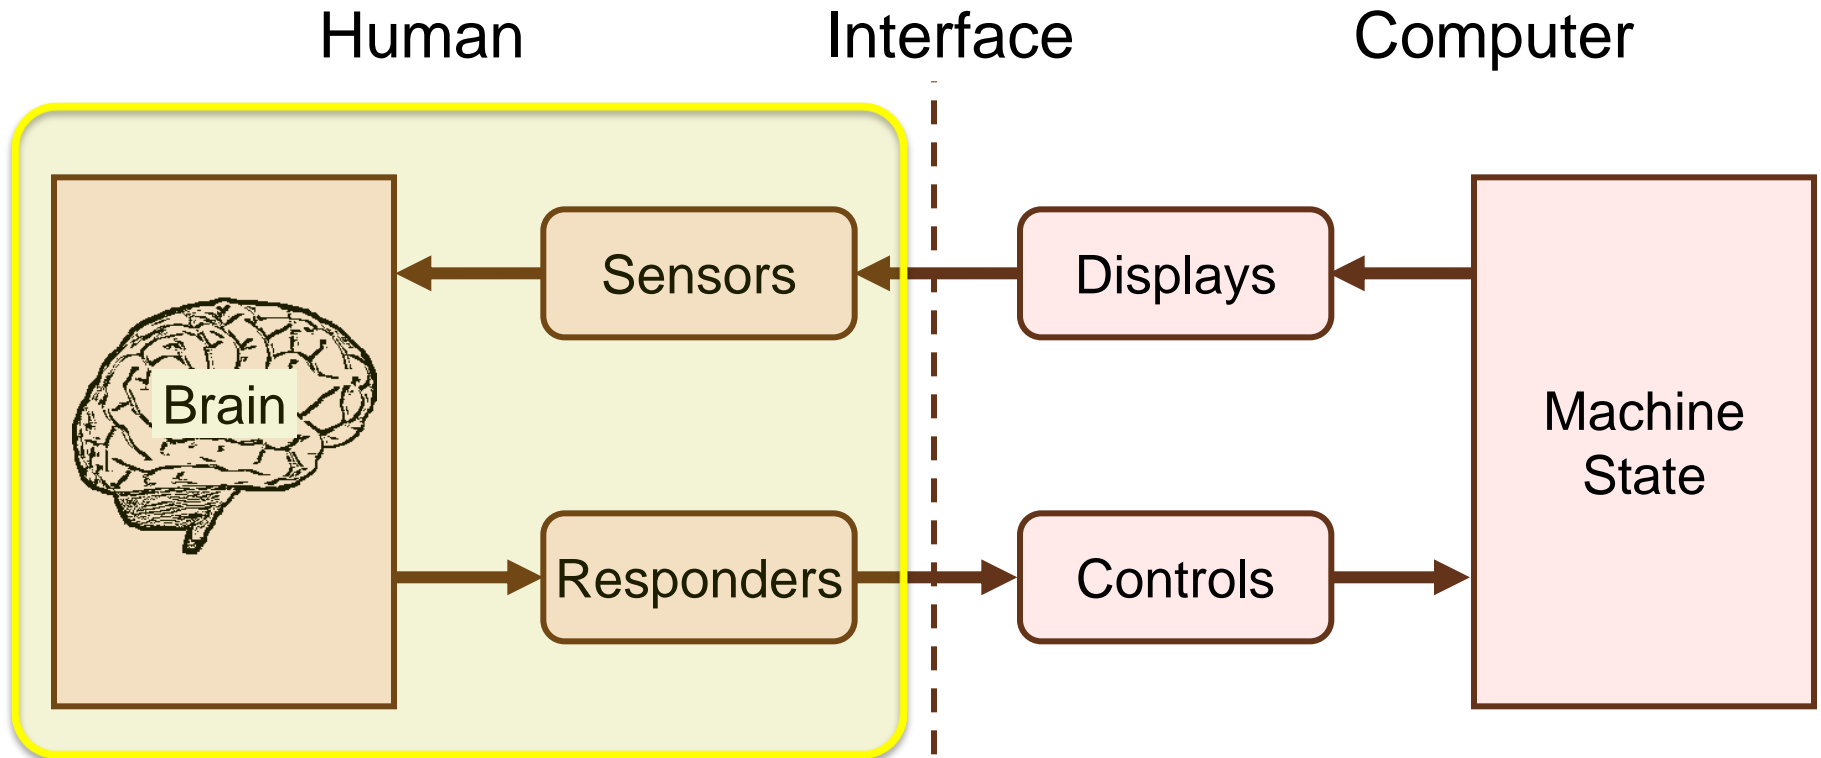 Human
Interface
Computer
Sensors
Displays
Brain
Machine
State
Responders
Controls